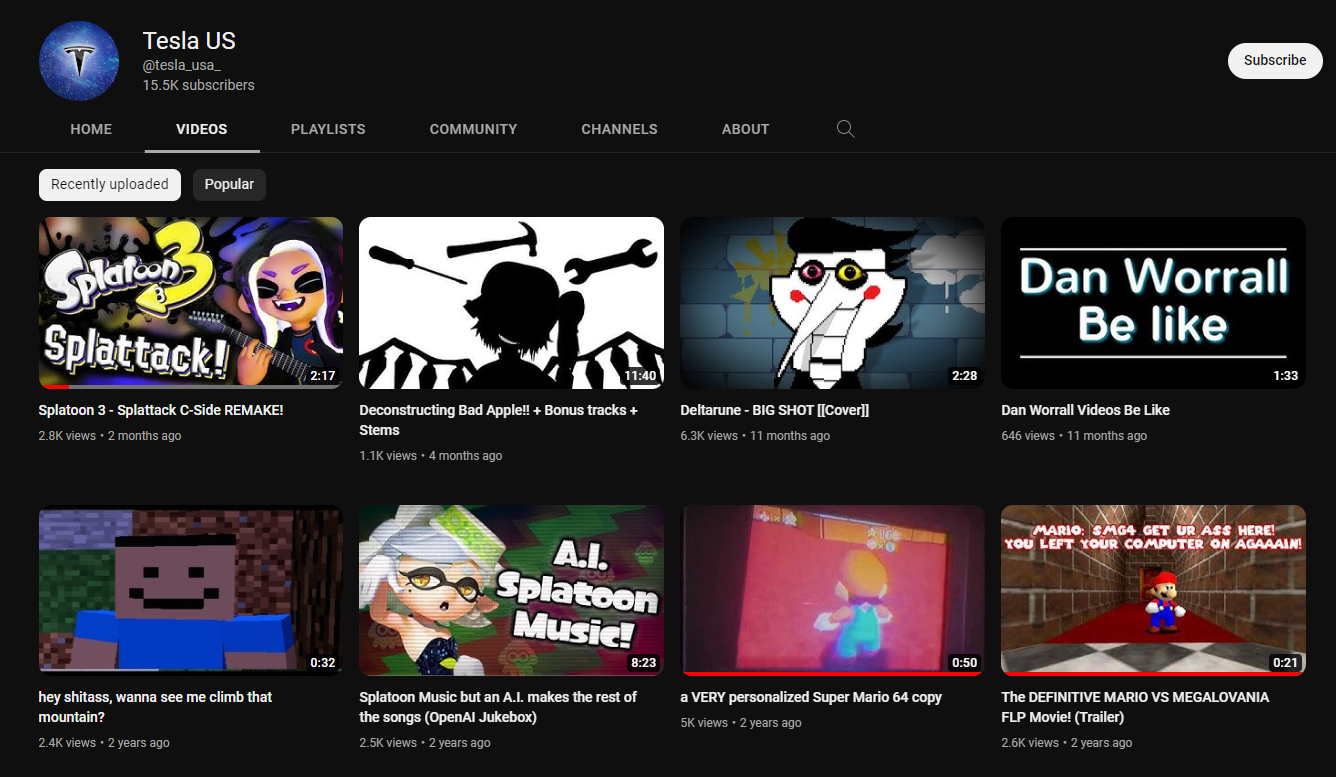 Tesla US
@tesla_usa_
15.5K subscribers
Subscribe
HOME VIDEOS PLAYLISTS COMMUNITY CHANNELS ABOUT
Recently uploaded Popular
Splatoon 3
Splattack!
2:17
11:40
2:28
Dan Worrall
Be like
1:33
Splatoon 3 - Splattack C-Side REMAKE!
2.8K views • 2 months ago
Deconstructing Bad Apple!! + Bonus tracks +
Stems
1.1K views • 4 months ago
Deltarune - BIG SHOT [[Cover]]
6.3K views • 11 months ago
Dan Worrall Videos Be Like
646 views • 11 months ago
0:32
A.I.
Splatoon
Music!
8:23
0:50
MARIO: SMG4 GET UR ASS HERE!
YOU LEFT YOUR COMPUTER ON AGAAAIN!
0:21
hey shitass, wanna see me climb that
mountain?
2.4K views • 2 years ago
Splatoon Music but an A.I. makes the rest of
the songs (OpenAI Jukebox)
2.5K views • 2 years ago
a VERY personalized Super Mario 64 copy
5K views • 2 years ago
The DEFINITIVE MARIO VS MEGALOVANIA
FLP Movie! (Trailer)
2.6K views • 2 years ago